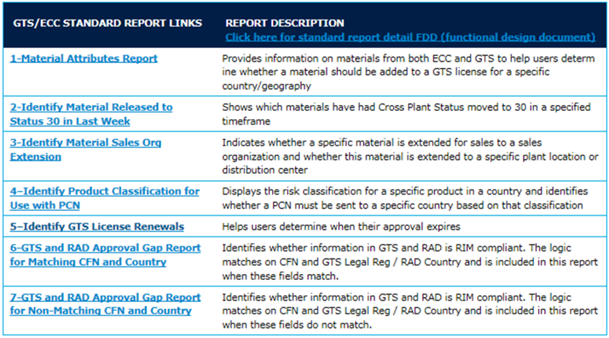 GTS/ECC STANDARD REPORT LINKS
REPORT DESCRIPTION
Click here for standard report detail FDD (functional design document)
1-Material Attributes Report
Provides information on materials from both ECC and GTS to help users determ
ine whether a material should be added to a GTS license for a specific
country/geography
2-Identify Material Released to
Status 30 in Last Week
Shows which materials have had Cross Plant Status moved to 30 in a specified
timeframe
3-Identify Material Sales Org
Extension
Indicates whether a specific material is extended for sales to a sales
organization and whether this material is extended to a specific plant location or
distribution center
4–Identify Product Classification for
Use with PCN
Displays the risk classification for a specific product in a country and identifies
whether a PCN must be sent to a specific country based on that classification
5–Identify GTS License Renewals
Helps users determine when their approval expires
6-GTS and RAD Approval Gap Report
for Matching CFN and Country
Identifies whether information in GTS and RAD is RIM compliant. The logic
matches on CFN and GTS Legal Reg / RAD Country and is included in this report
when these fields match.
7-GTS and RAD Approval Gap Report
for Non-Matching CFN and Country
Identifies whether information in GTS and RAD is RIM compliant. The logic
matches on CFN and GTS Legal Reg / RAD Country and is included in this report
when these fields do not match.